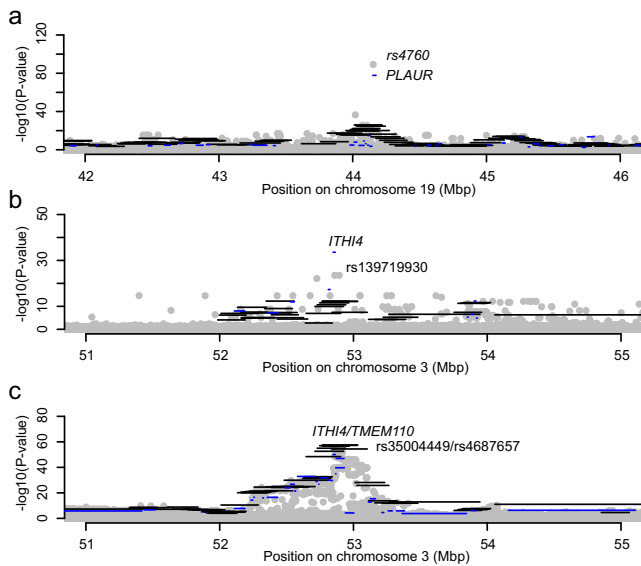 a
120
80
40
0
-log10(P-value)
rs4760
PLAUR
42 43 44 45 46
Position on chromosome 19 (Mbp)
b
50
30
10
0
-log10(P-value)
ITHI4
rs139719930
51 52 53 54 55
Position on chromosome 3 (Mbp)
c
80
60
40
20
0
-log10(P-value)
ITHI4/TMEM110
rs35004449/rs4687657
51 52 53 54 55
Position on chromosome 3 (Mbp)